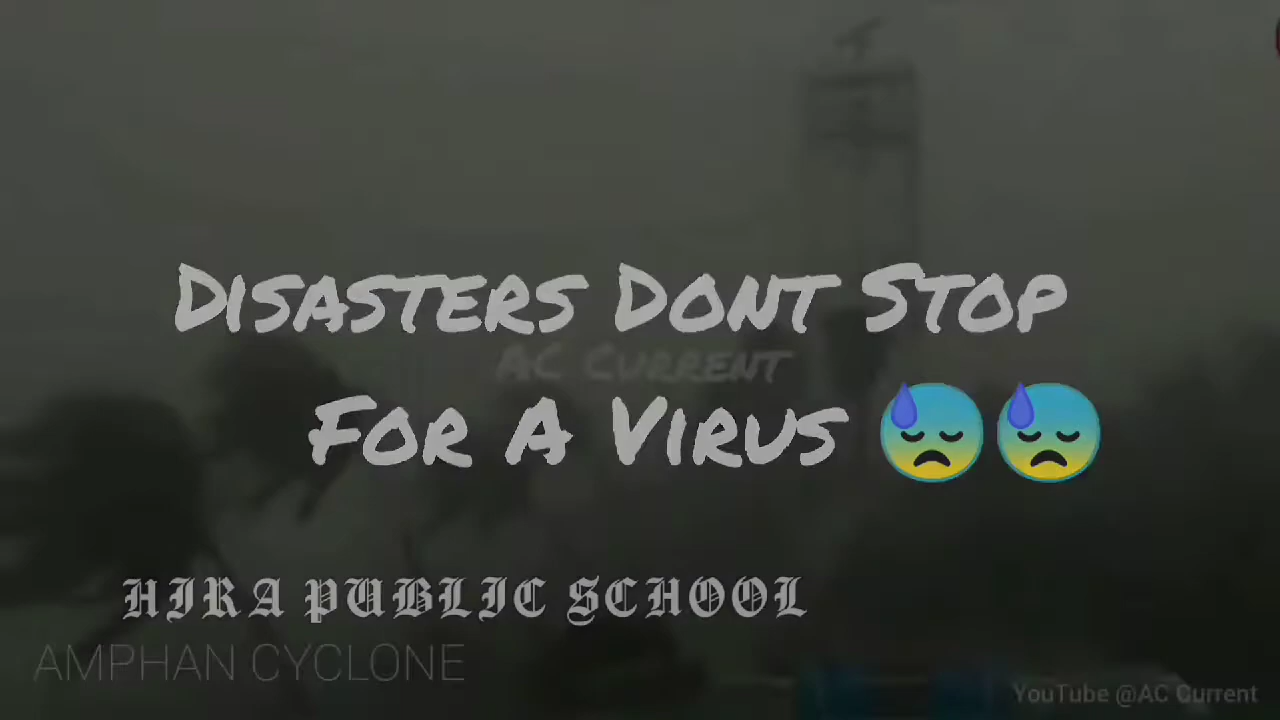 Disasters Dont Stop
AC Current
For A Virus 😓😓
HIRA PUBLIC SCHOOL
AMPHAN CYCLONE
YouTube @AC Current